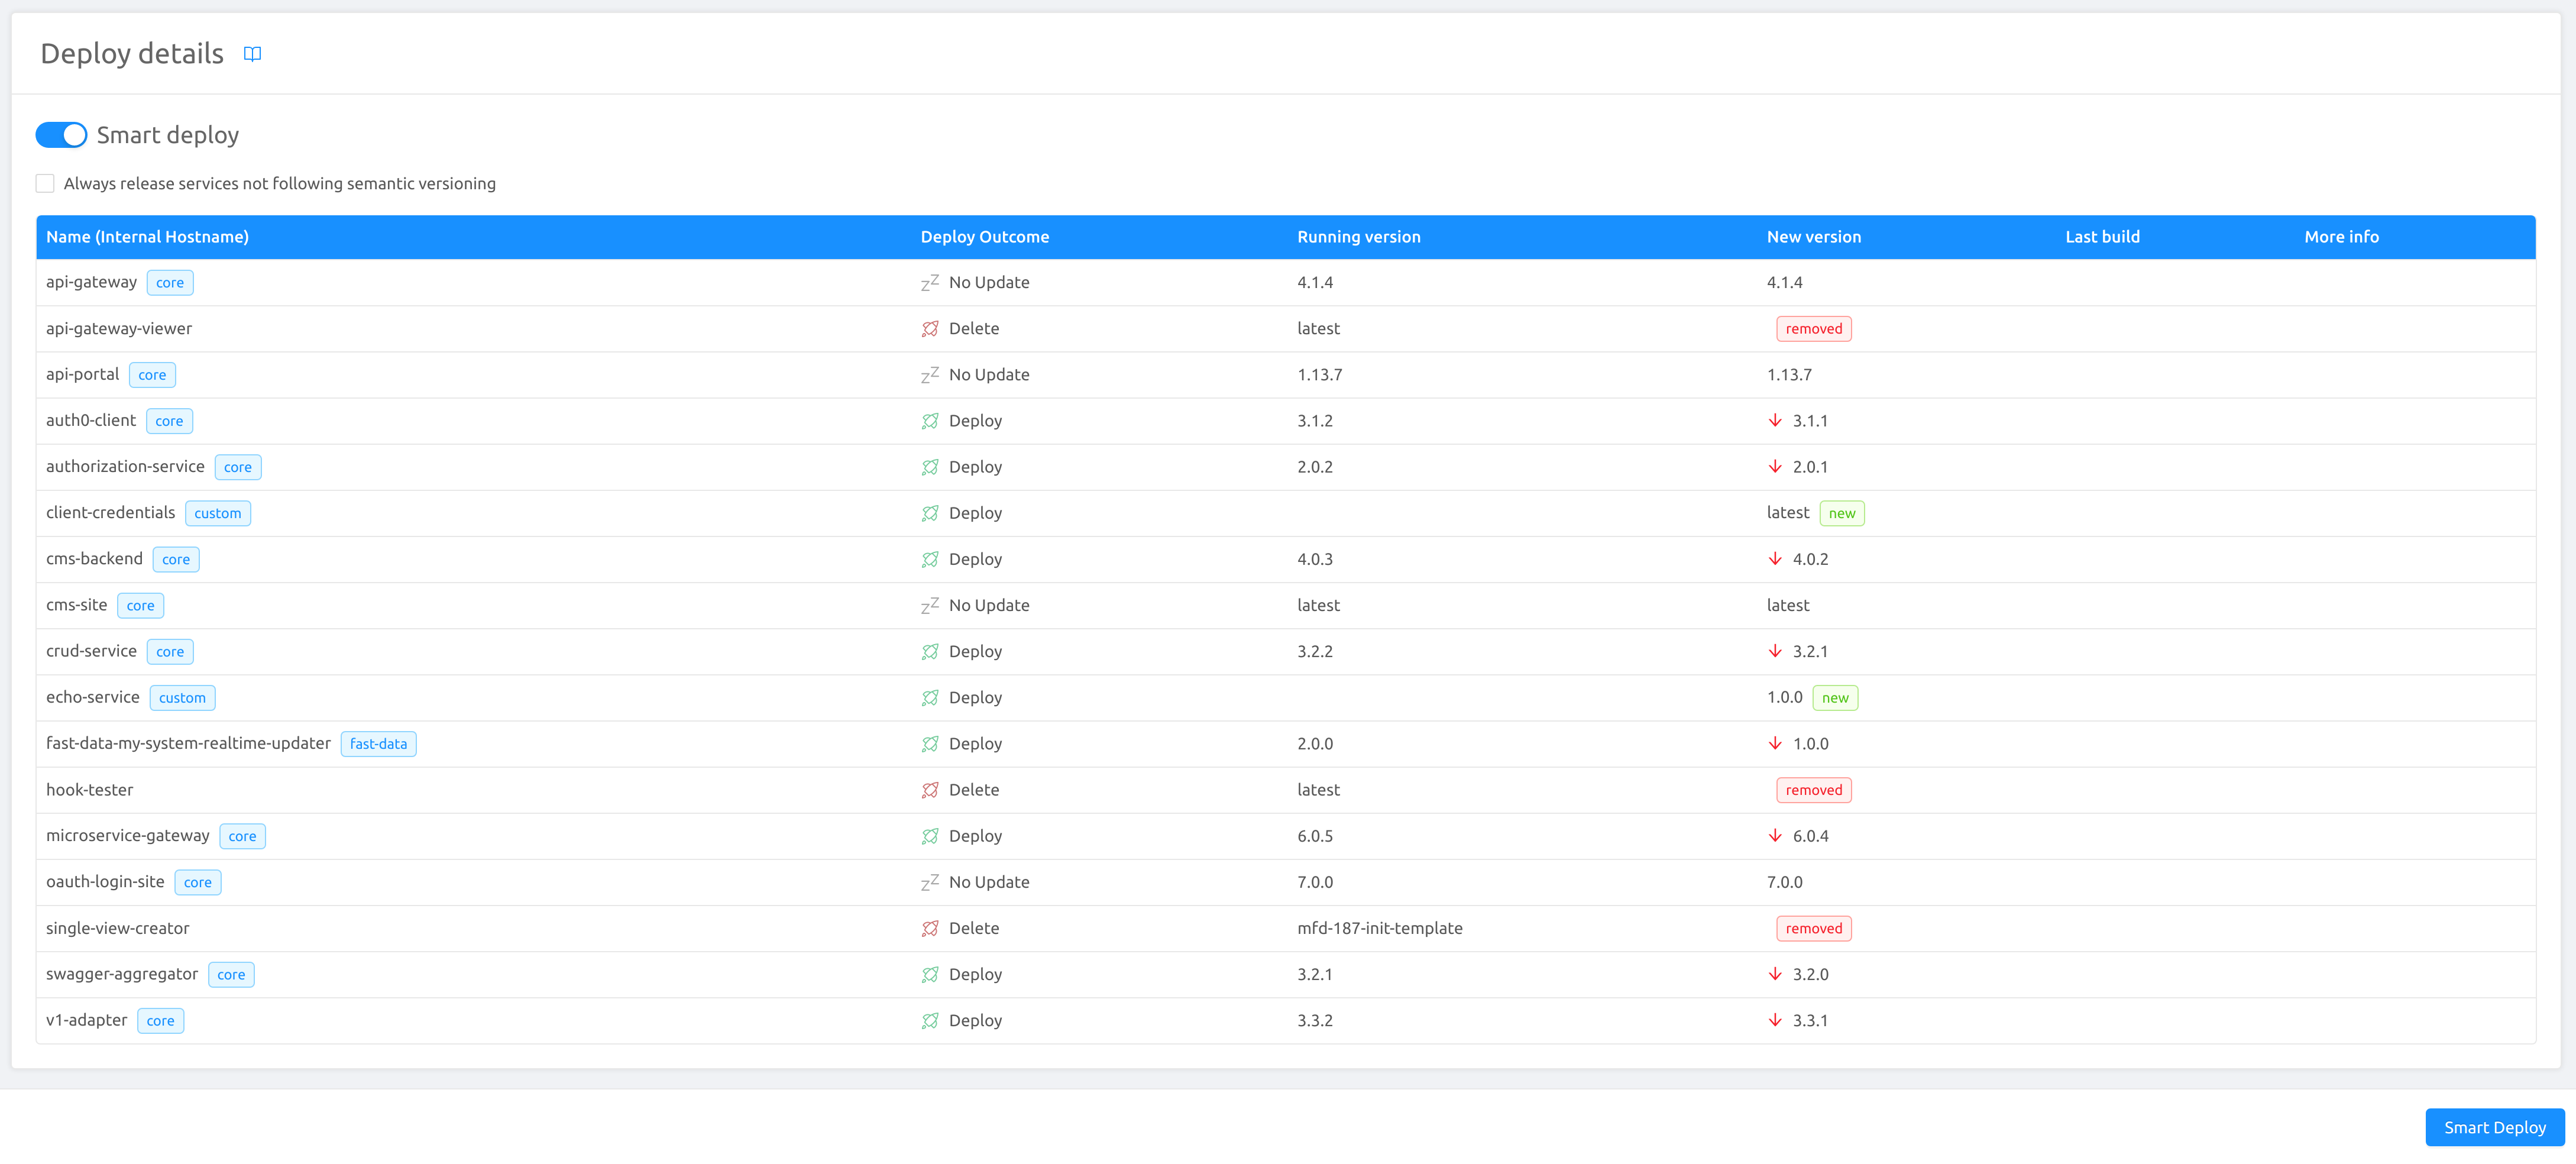 Deploy details
Smart deploy
Always release services not following semantic versioning
Name (Internal Hostname) Deploy Outcome Running version New version Last build More info
api-gateway core No Update 4.1.4 4.1.4
api-gateway-viewer Delete latest removed
api-portal core No Update 1.13.7 1.13.7
auth0-client core Deploy 3.1.2 3.1.1
authorization-service core Deploy 2.0.2 2.0.1
client-credentials custom Deploy latest new
cms-backend core Deploy 4.0.3 4.0.2
cms-site core No Update latest latest
crud-service core Deploy 3.2.2 3.2.1
echo-service custom Deploy 1.0.0 new
fast-data-my-system-realtime-updater fast-data Deploy 2.0.0 1.0.0
hook-tester Delete latest removed
microservice-gateway core Deploy 6.0.5 6.0.4
oauth-login-site core No Update 7.0.0 7.0.0
single-view-creator Delete mfd-187-init-template removed
swagger-aggregator core Deploy 3.2.1 3.2.0
v1-adapter core Deploy 3.3.2 3.3.1
Smart Deploy